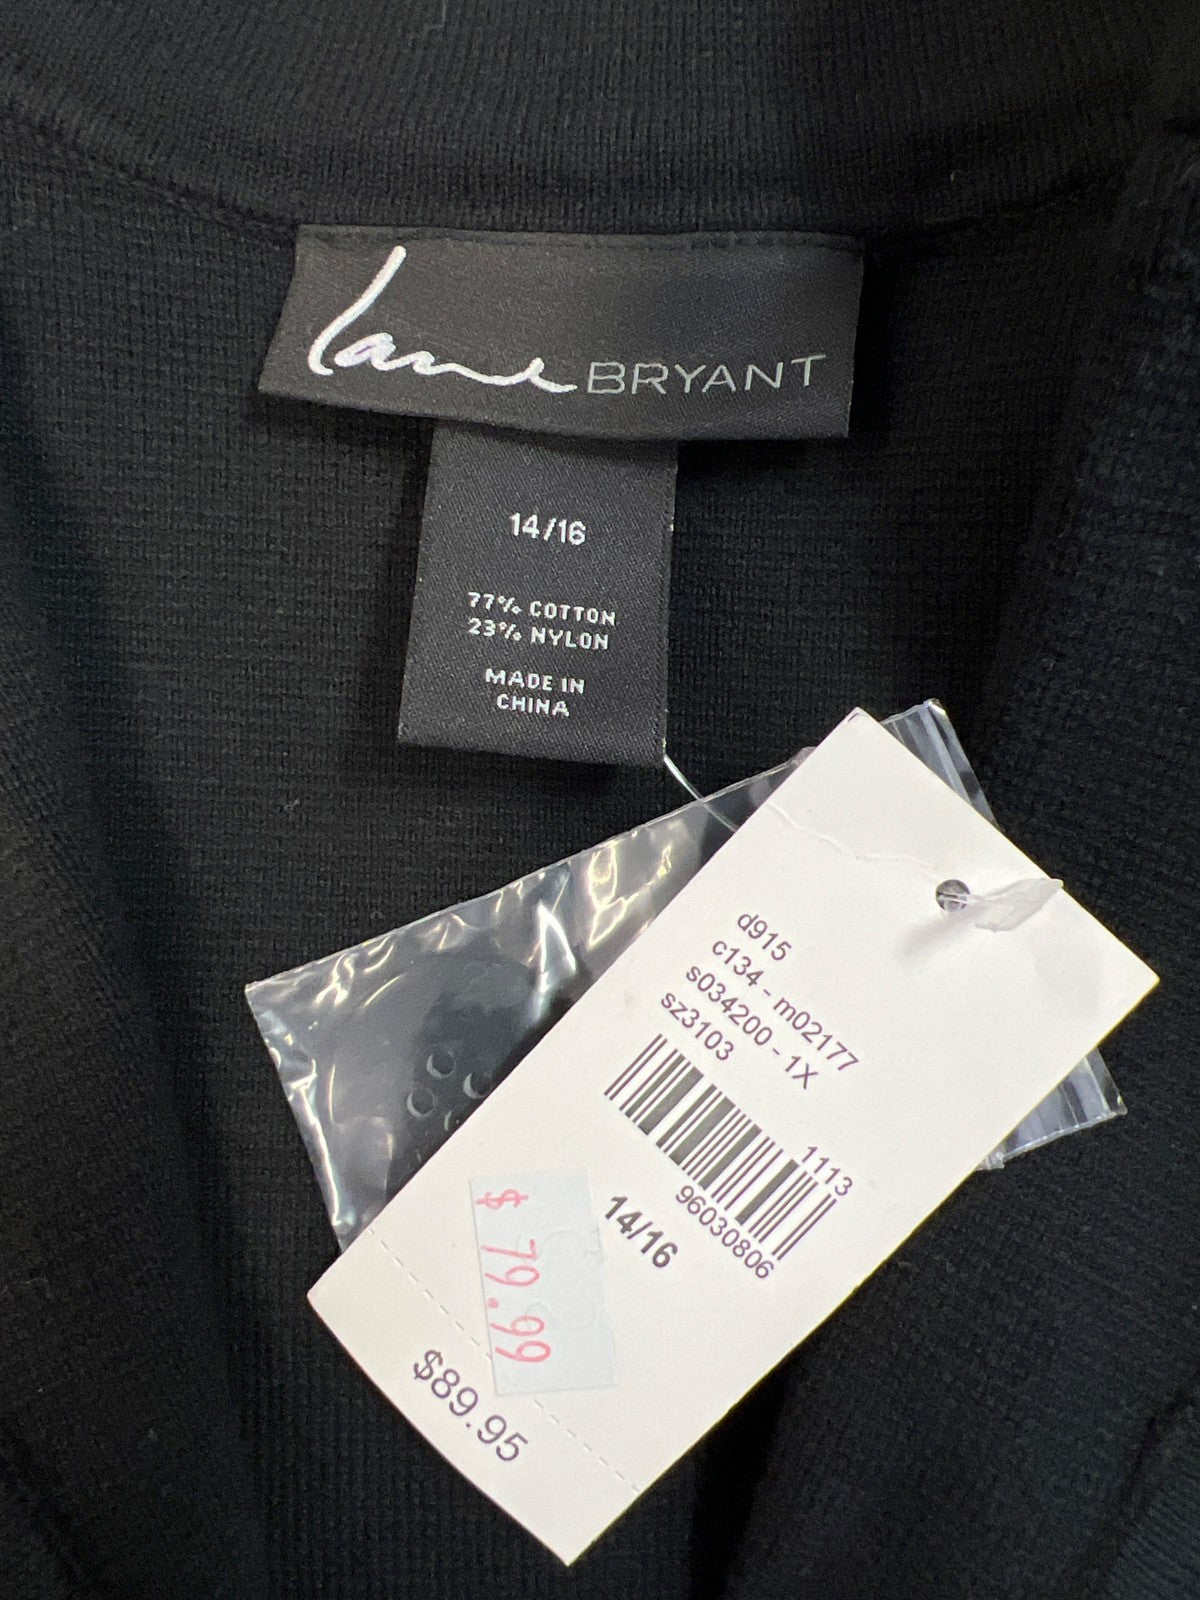 lane BRYANT
14/16
77% COTTON
23% NYLON
MADE IN
CHINA
d915
c134 - m02177
s034200 - 1X
sz3103
1113
96030806
14/16
$ 79.99
$89.95